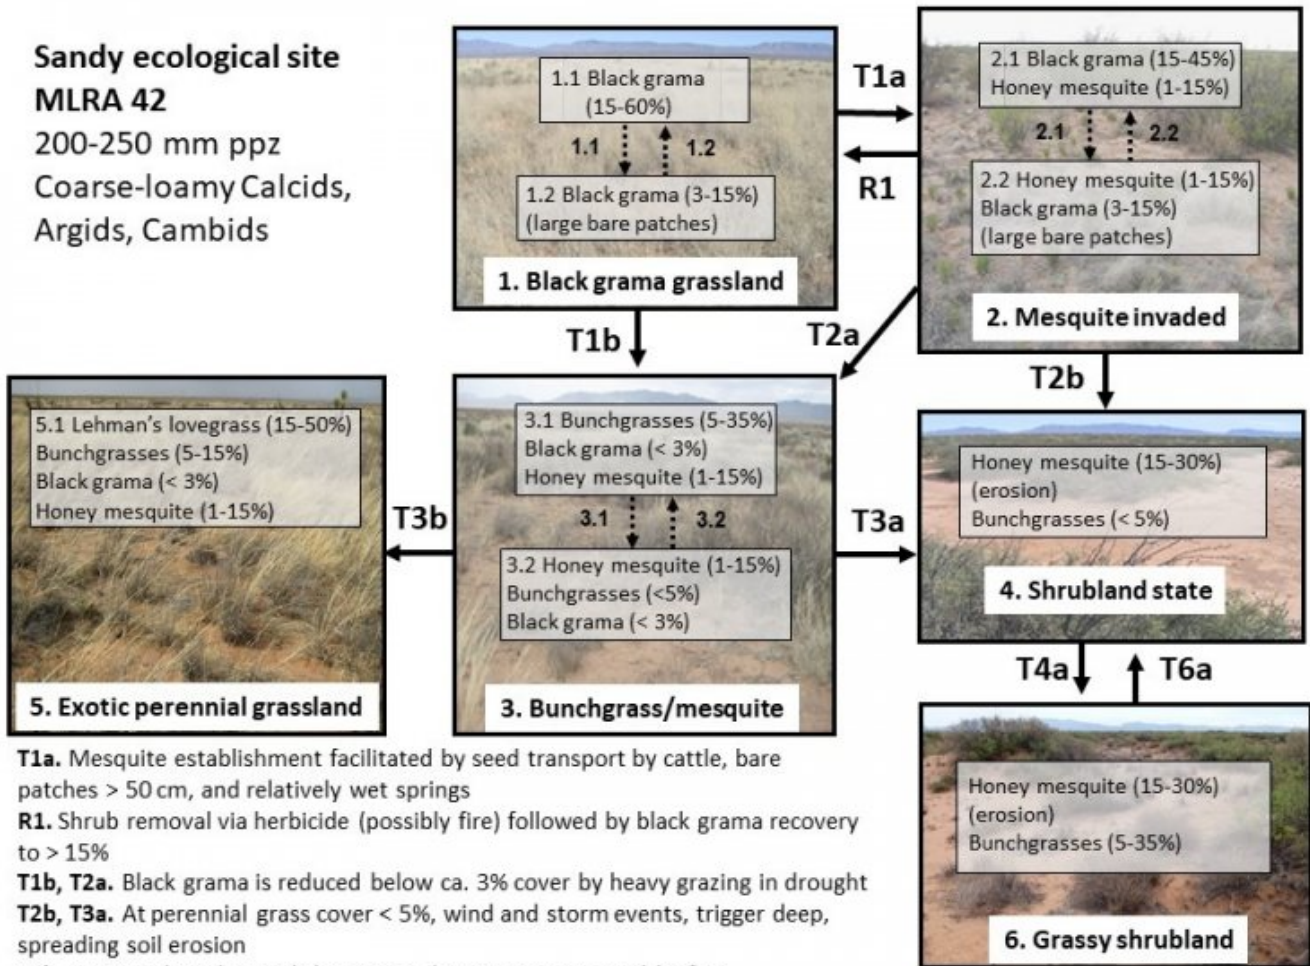 Sandy ecological site
MLRA 42
200-250 mm ppz
Coarse-loamy Calcids,
Argids, Cambids
1.1 Black grama
(15-60%)
1.1
1.2
1.2 Black grama (3-15%)
(large bare patches)
1. Black grama grassland
T1a
R1
2.1 Black grama (15-45%)
Honey mesquite (1-15%)
2.1
2.2
2.2 Honey mesquite (1-15%)
Black grama (3-15%)
(large bare patches)
2. Mesquite invaded
T1b
T2a
T2b
5.1 Lehman's lovegrass (15-50%)
Bunchgrasses (5-15%)
Black grama (< 3%)
Honey mesquite (1-15%)
5. Exotic perennial grassland
T3b
3.1 Bunchgrasses (5-35%)
Black grama (< 3%)
Honey mesquite (1-15%)
3.1
3.2
3.2 Honey mesquite (1-15%)
Bunchgrasses (<5%)
Black grama (< 3%)
3. Bunchgrass/mesquite
T3a
Honey mesquite (15-30%)
(erosion)
Bunchgrasses (< 5%)
4. Shrubland state
T4a
T6a
Honey mesquite (15-30%)
(erosion)
Bunchgrasses (5-35%)
6. Grassy shrubland
T1a. Mesquite establishment facilitated by seed transport by cattle, bare
patches > 50 cm, and relatively wet springs
R1. Shrub removal via herbicide (possibly fire) followed by black grama recovery
to > 15%
T1b, T2a. Black grama is reduced below ca. 3% cover by heavy grazing in drought
T2b, T3a. At perennial grass cover < 5%, wind and storm events, trigger deep,
spreading soil erosion